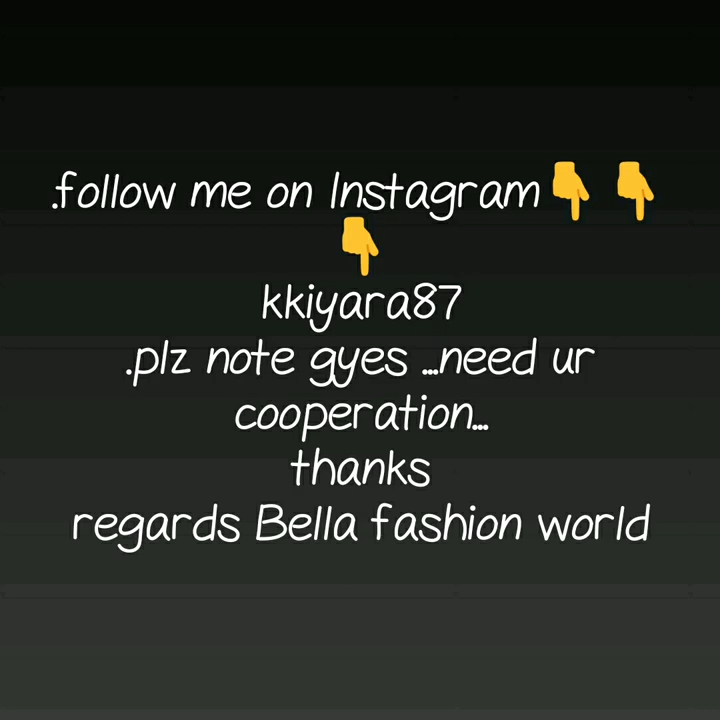 .follow me on Instagram👇 👇
👇
kkiyara87
.plz note gyes ...need ur
cooperation...
thanks
regards Bella fashion world